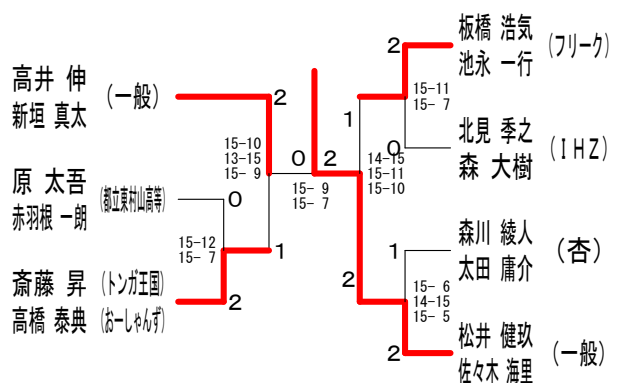 高井 伸
新垣 真太
(一般)
2
15-10
13-15
15- 9
原 太吾
赤羽根 一朗
(都立東村山高等)
0
15-12
15- 7
1
斎藤 昇 (トンガ王国)
高橋 泰典 (おーしゃんず)
2
0 2
15- 9
15- 7
板橋 浩気
池永 一行
(フリーク)
2
15-11
15- 7
1
北見 季之
森 大樹
(IHZ)
0
14-15
15-11
15-10
森川 綾人
太田 庸介
(杏)
1
15- 6
14-15
15- 5
2
松井 健玖
佐々木 海里
(一般)
2